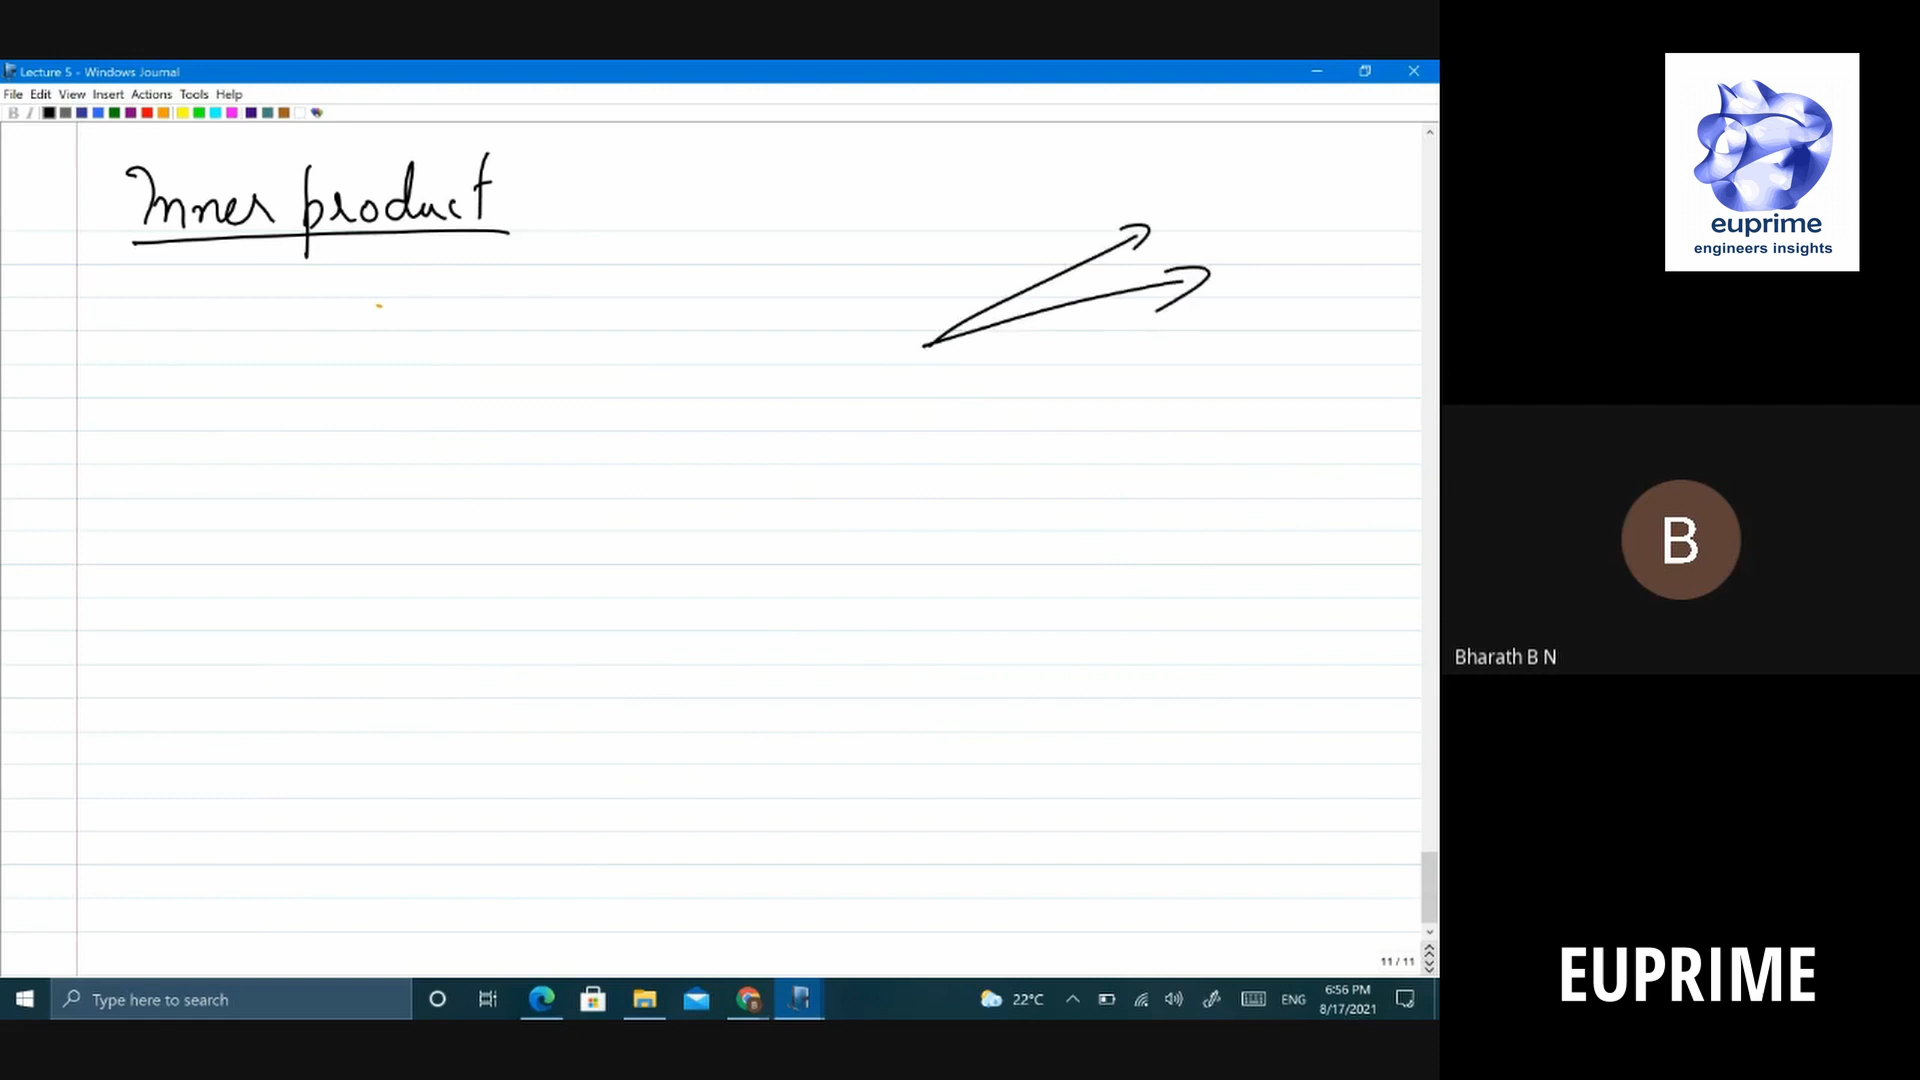 Lecture 5 - Windows Journal
File Edit View Insert Actions Tools Help
B I
Inner product
11 / 11
Type here to search
22°C
ENG
6:56 PM
8/17/2021
euprime
engineers insights
B
Bharath B N
EUPRIME